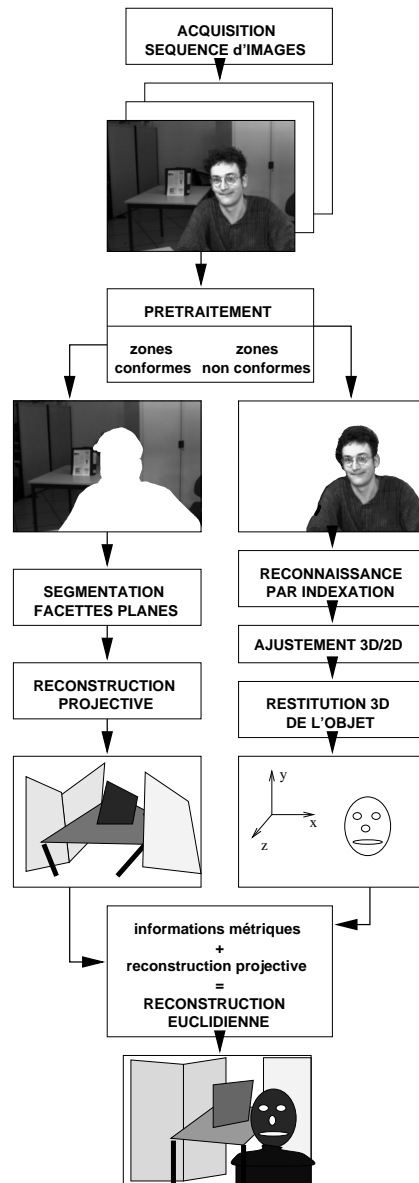 ACQUISITION
SEQUENCE d'IMAGES
PRETRAITEMENT
zones zones
conformes non conformes
SEGMENTATION
FACETTES PLANES
RECONSTRUCTION
PROJECTIVE
RECONNAISSANCE
PAR INDEXATION
AJUSTEMENT 3D/2D
RESTITUTION 3D
DE L'OBJET
y
x
z
informations métriques
+
reconstruction projective
=
RECONSTRUCTION
EUCLIDIENNE